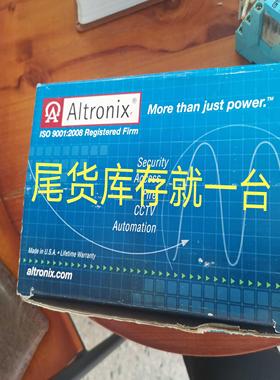 Altronix®
More than just power.™
ISO 9001:2008 Registered Firm
Security
Access
Fire
尾货库存就一台
CCTV
Automation
Made in U.S.A. • Lifetime Warranty
altronix.com